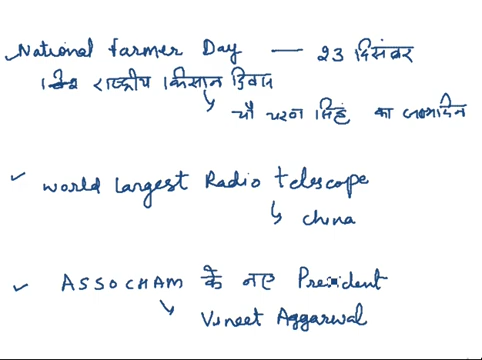 National farmer Day — 23 दिसंबर
राष्ट्रीय किसान दिवस
चौ चरण सिंह का जन्मदिन
world largest Radio telescope
China
ASSOCHAM के नए President
Vineet Aggarwal